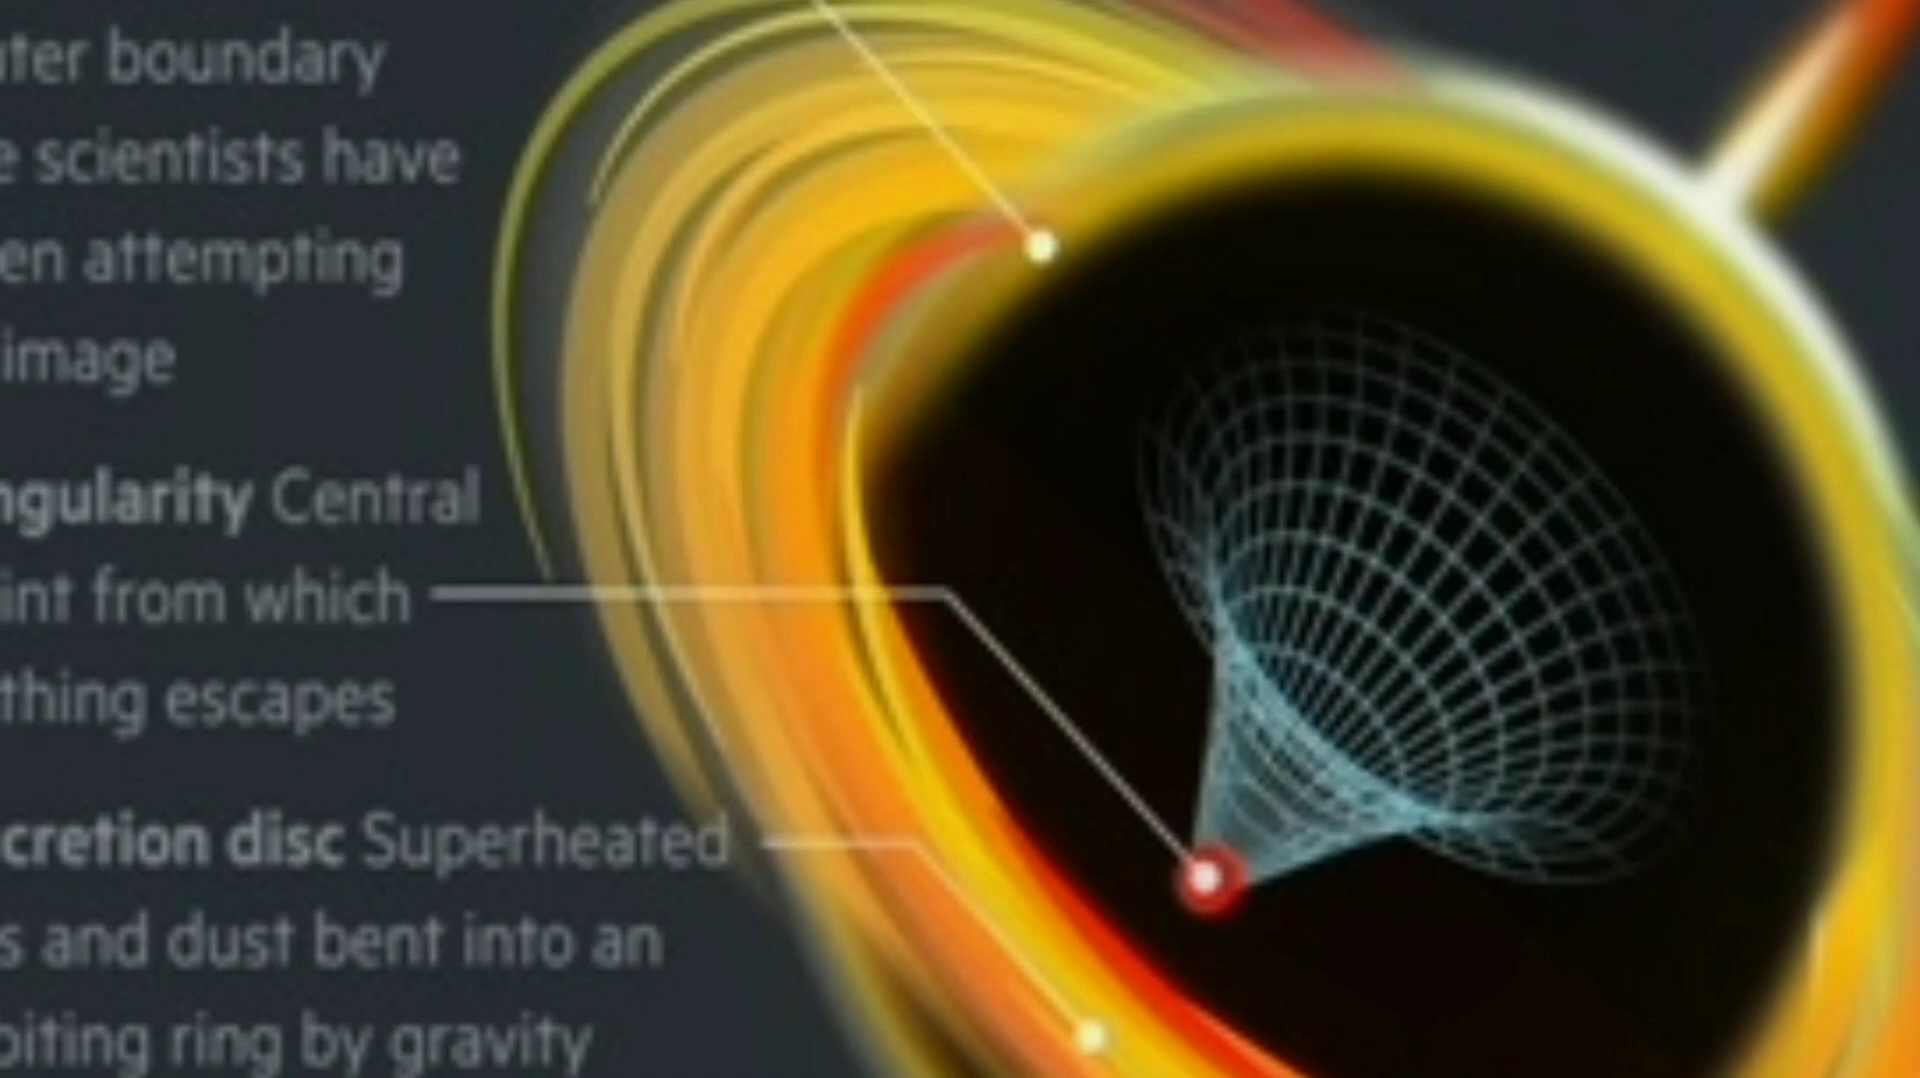 uter boundary
e scientists have
en attempting
image
ngularity Central
int from which
thing escapes
cretion disc Superheated
s and dust bent into an
biting ring by gravity